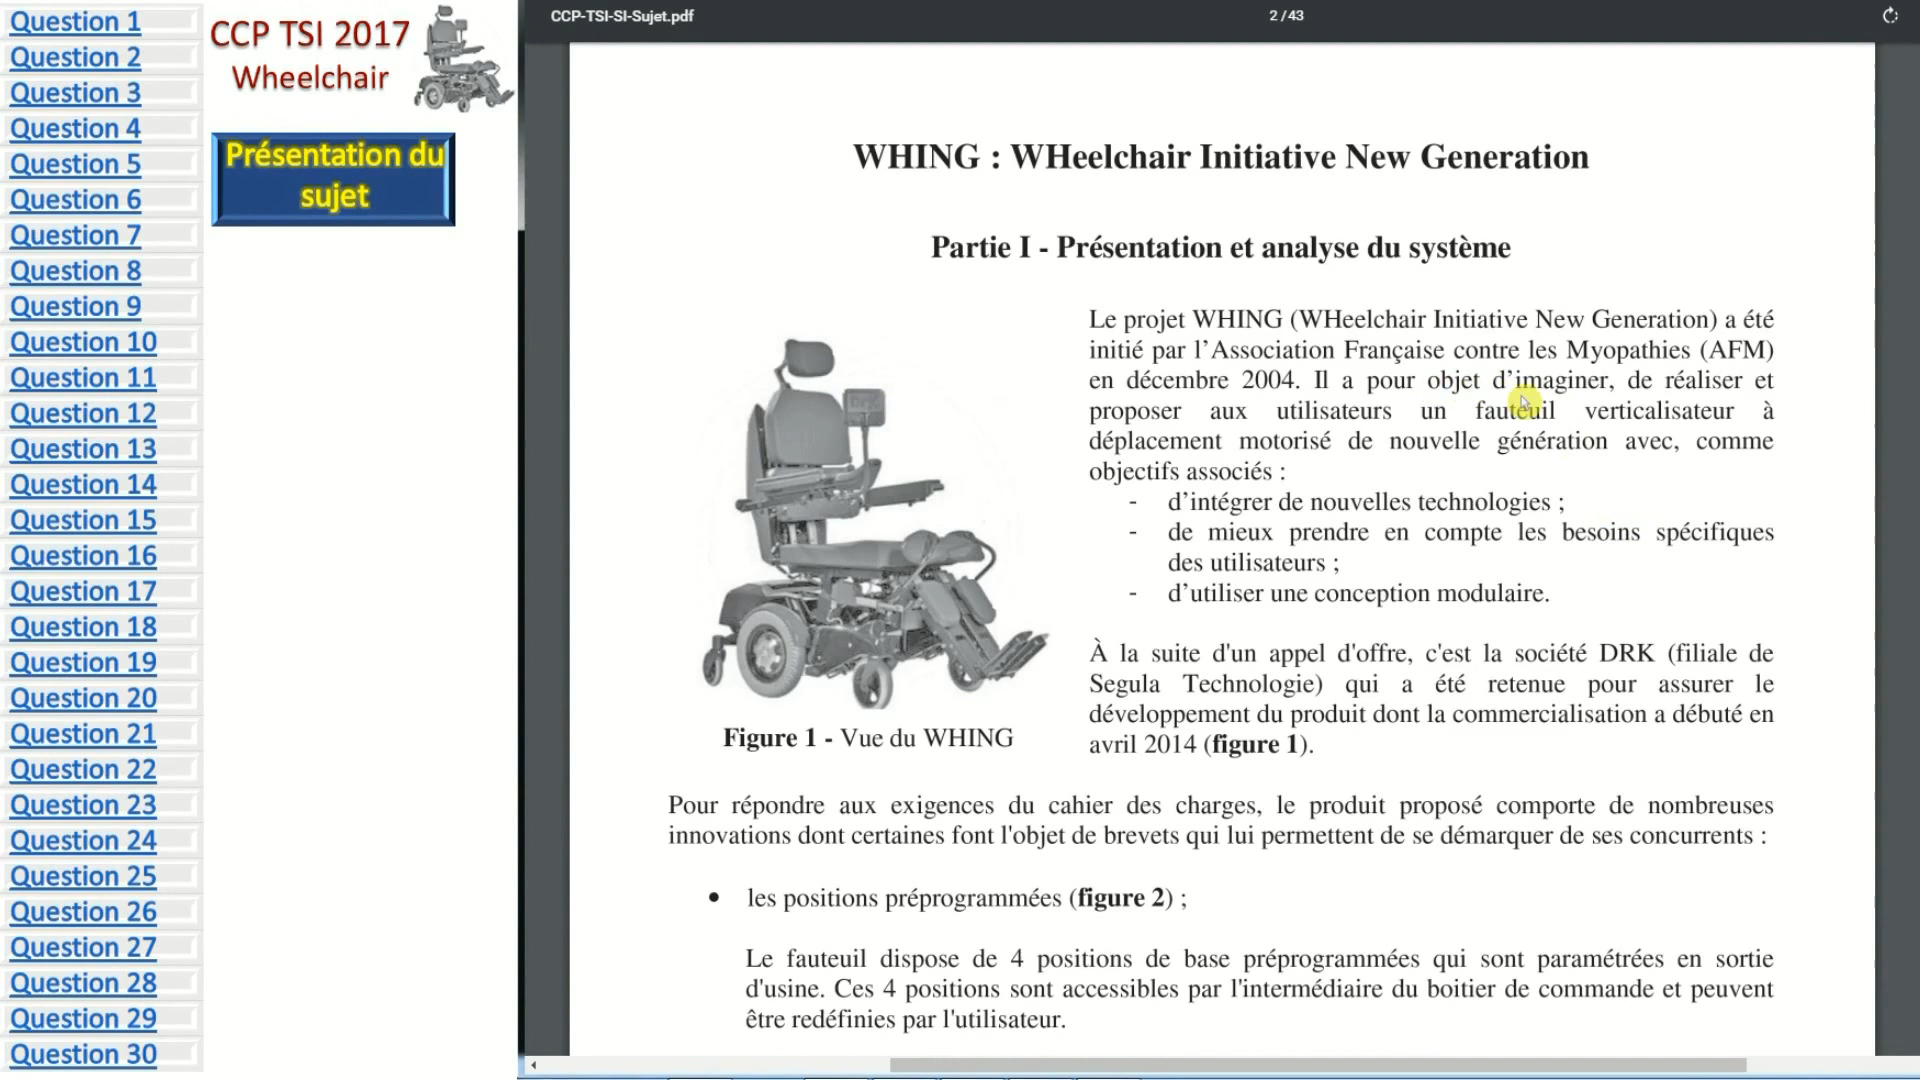 Question 1
Question 2
Question 3
Question 4
Question 5
Question 6
Question 7
Question 8
Question 9
Question 10
Question 11
Question 12
Question 13
Question 14
Question 15
Question 16
Question 17
Question 18
Question 19
Question 20
Question 21
Question 22
Question 23
Question 24
Question 25
Question 26
Question 27
Question 28
Question 29
Question 30
CCP TSI 2017
Wheelchair
Présentation du
sujet
CCP-TSI-SI-Sujet.pdf
2 / 43
WHING : WHeelchair Initiative New Generation
Partie I - Présentation et analyse du système
Le projet WHING (WHeelchair Initiative New Generation) a été
initié par l’Association Française contre les Myopathies (AFM)
en décembre 2004. Il a pour objet d’imaginer, de réaliser et
proposer aux utilisateurs un fauteuil verticalisateur à
déplacement motorisé de nouvelle génération avec, comme
objectifs associés :
- d’intégrer de nouvelles technologies ;
- de mieux prendre en compte les besoins spécifiques
des utilisateurs ;
- d’utiliser une conception modulaire.
À la suite d'un appel d'offre, c'est la société DRK (filiale de
Segula Technologie) qui a été retenue pour assurer le
développement du produit dont la commercialisation a débuté en
avril 2014 (figure 1).
DRK
Figure 1 - Vue du WHING
Pour répondre aux exigences du cahier des charges, le produit proposé comporte de nombreuses
innovations dont certaines font l'objet de brevets qui lui permettent de se démarquer de ses concurrents :
• les positions préprogrammées (figure 2) ;
Le fauteuil dispose de 4 positions de base préprogrammées qui sont paramétrées en sortie
d'usine. Ces 4 positions sont accessibles par l'intermédiaire du boitier de commande et peuvent
être redéfinies par l'utilisateur.